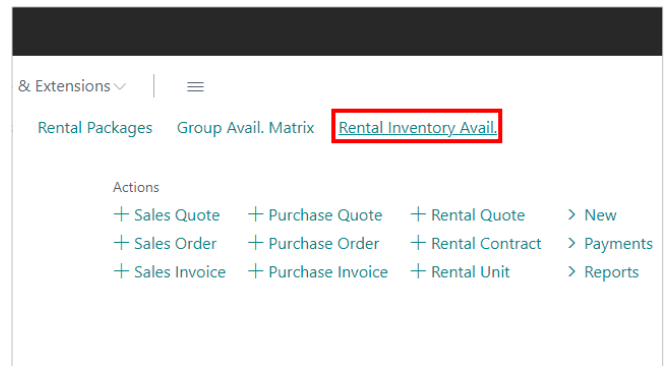 & Extensions
Rental Packages Group Avail. Matrix Rental Inventory Avail.
Actions
+ Sales Quote + Purchase Quote + Rental Quote > New
+ Sales Order + Purchase Order + Rental Contract > Payments
+ Sales Invoice + Purchase Invoice + Rental Unit > Reports